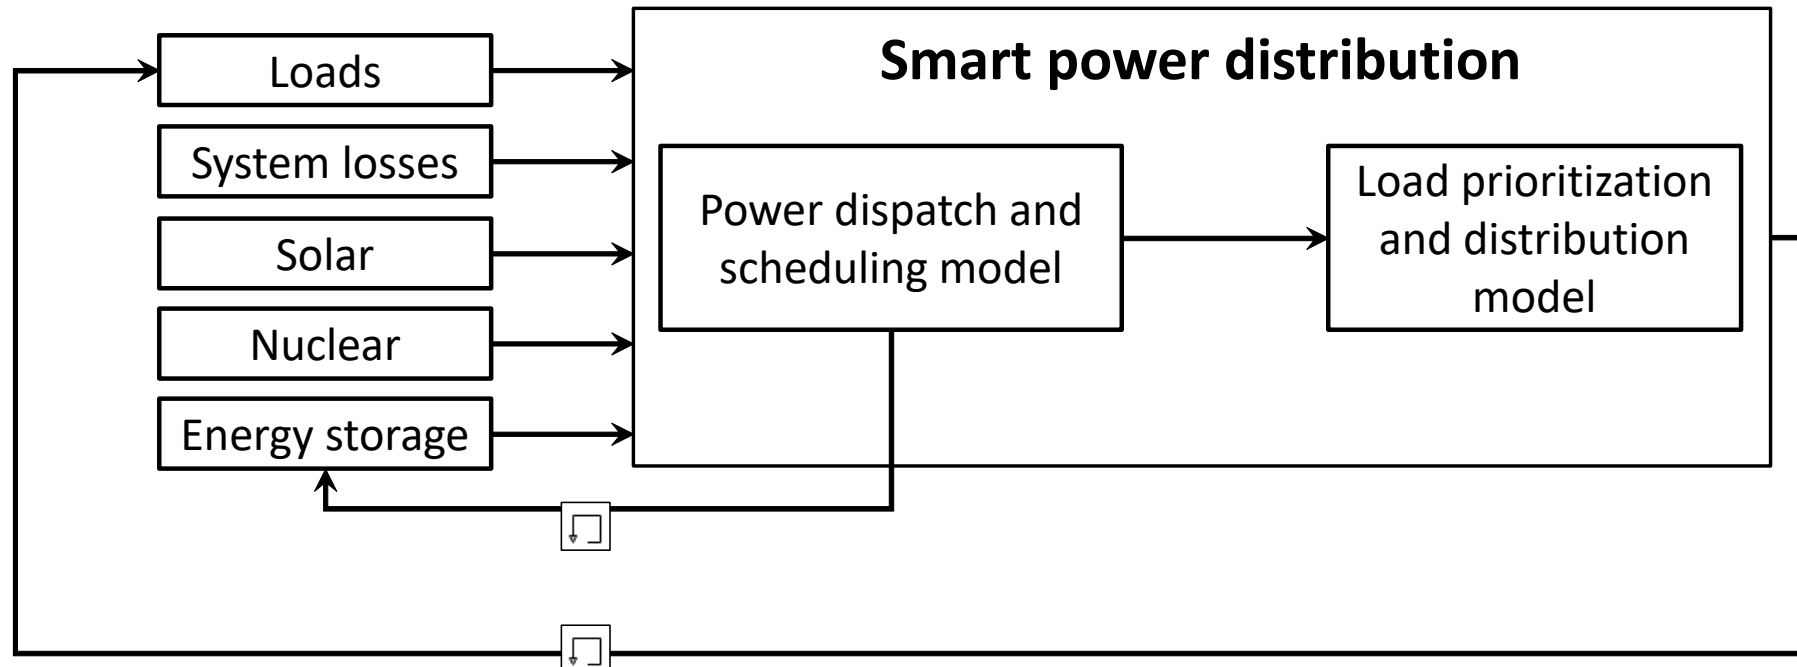 Smart power distribution
Loads
System losses
Solar
Nuclear
Energy storage
Power dispatch and
scheduling model
Load prioritization
and distribution
model